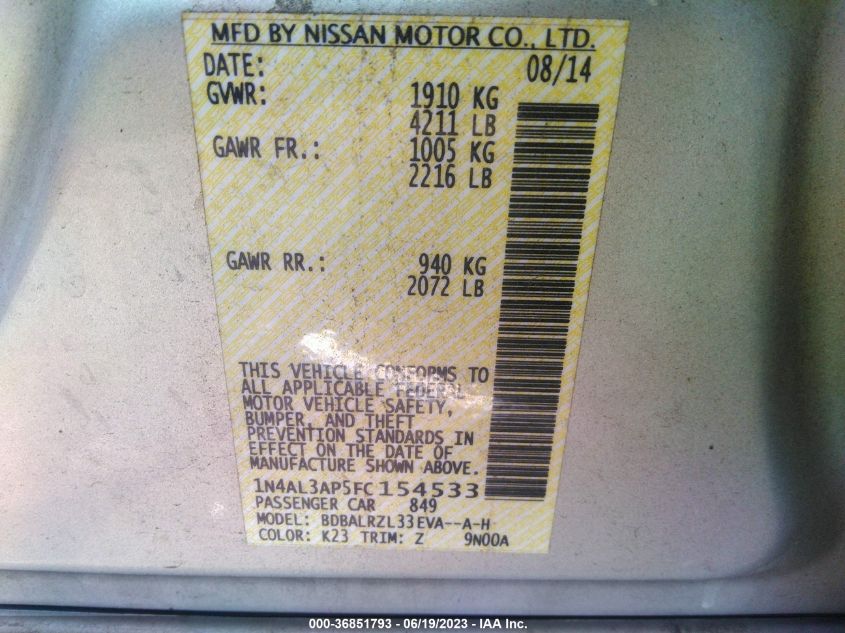 MFD BY NISSAN MOTOR CO., LTD.
DATE: 08/14
GVWR: 1910 KG
4211 LB
GAWR FR.: 1005 KG
2216 LB
GAWR RR.: 940 KG
2072 LB
THIS VEHICLE CONFORMS TO
ALL APPLICABLE FEDERAL
MOTOR VEHICLE SAFETY,
BUMPER, AND THEFT
PREVENTION STANDARDS IN
EFFECT ON THE DATE OF
MANUFACTURE SHOWN ABOVE.
1N4AL3AP5FC154533
PASSENGER CAR 849
MODEL: BDBALRZL33EVA--A-H
COLOR: K23 TRIM: Z 9N00A
000-36851793 - 06/19/2023 - IAA Inc.